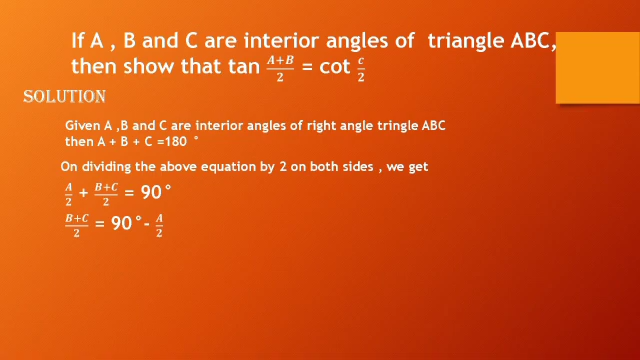 If A , B and C are interior angles of triangle ABC,
then show that tan (A+B)/2 = cot c/2
SOLUTION
Given A ,B and C are interior angles of right angle tringle ABC
then A + B + C =180 °
On dividing the above equation by 2 on both sides , we get
A/2 + (B+C)/2 = 90°
(B+C)/2 = 90°- A/2